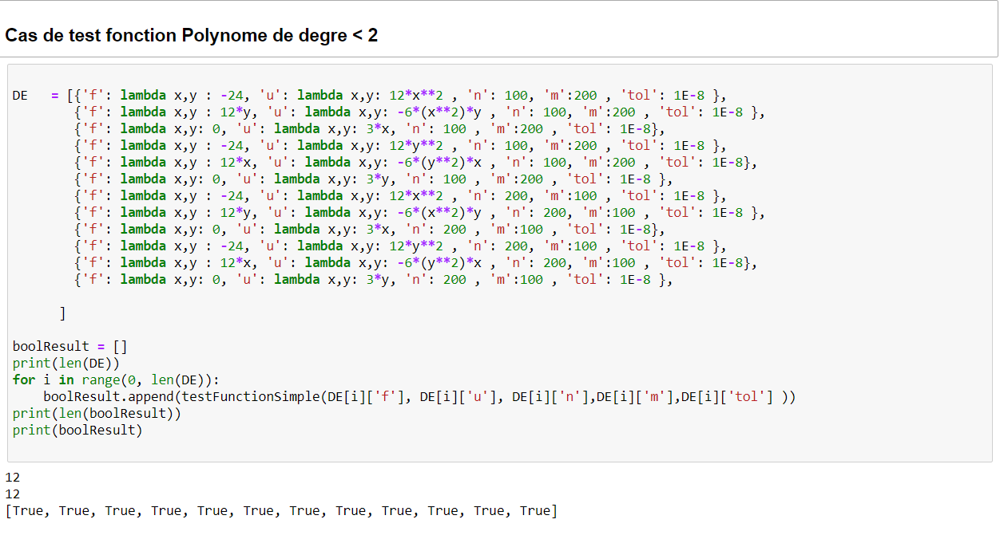 Cas de test fonction Polynome de degre < 2
DE   = [{'f': lambda x,y : -24, 'u': lambda x,y: 12*x**2 , 'n': 100, 'm':200 , 'tol': 1E-8 },
        {'f': lambda x,y : 12*y, 'u': lambda x,y: -6*(x**2)*y , 'n': 100, 'm':200 , 'tol': 1E-8 },
        {'f': lambda x,y: 0, 'u': lambda x,y: 3*x, 'n': 100 , 'm':200 , 'tol': 1E-8},
        {'f': lambda x,y : -24, 'u': lambda x,y: 12*y**2 , 'n': 100, 'm':200 , 'tol': 1E-8 },
        {'f': lambda x,y : 12*x, 'u': lambda x,y: -6*(y**2)*x , 'n': 100, 'm':200 , 'tol': 1E-8},
        {'f': lambda x,y: 0, 'u': lambda x,y: 3*y, 'n': 100 , 'm':200 , 'tol': 1E-8 },
        {'f': lambda x,y : -24, 'u': lambda x,y: 12*x**2 , 'n': 200, 'm':100 , 'tol': 1E-8 },
        {'f': lambda x,y : 12*y, 'u': lambda x,y: -6*(x**2)*y , 'n': 200, 'm':100 , 'tol': 1E-8 },
        {'f': lambda x,y: 0, 'u': lambda x,y: 3*x, 'n': 200 , 'm':100 , 'tol': 1E-8},
        {'f': lambda x,y : -24, 'u': lambda x,y: 12*y**2 , 'n': 200, 'm':100 , 'tol': 1E-8 },
        {'f': lambda x,y : 12*x, 'u': lambda x,y: -6*(y**2)*x , 'n': 200, 'm':100 , 'tol': 1E-8},
        {'f': lambda x,y: 0, 'u': lambda x,y: 3*y, 'n': 200 , 'm':100 , 'tol': 1E-8 },
      ]
boolResult = []
print(len(DE))
for i in range(0, len(DE)):
    boolResult.append(testFunctionSimple(DE[i]['f'], DE[i]['u'], DE[i]['n'],DE[i]['m'],DE[i]['tol'] ))
print(len(boolResult))
print(boolResult)
12
12
[True, True, True, True, True, True, True, True, True, True, True, True]